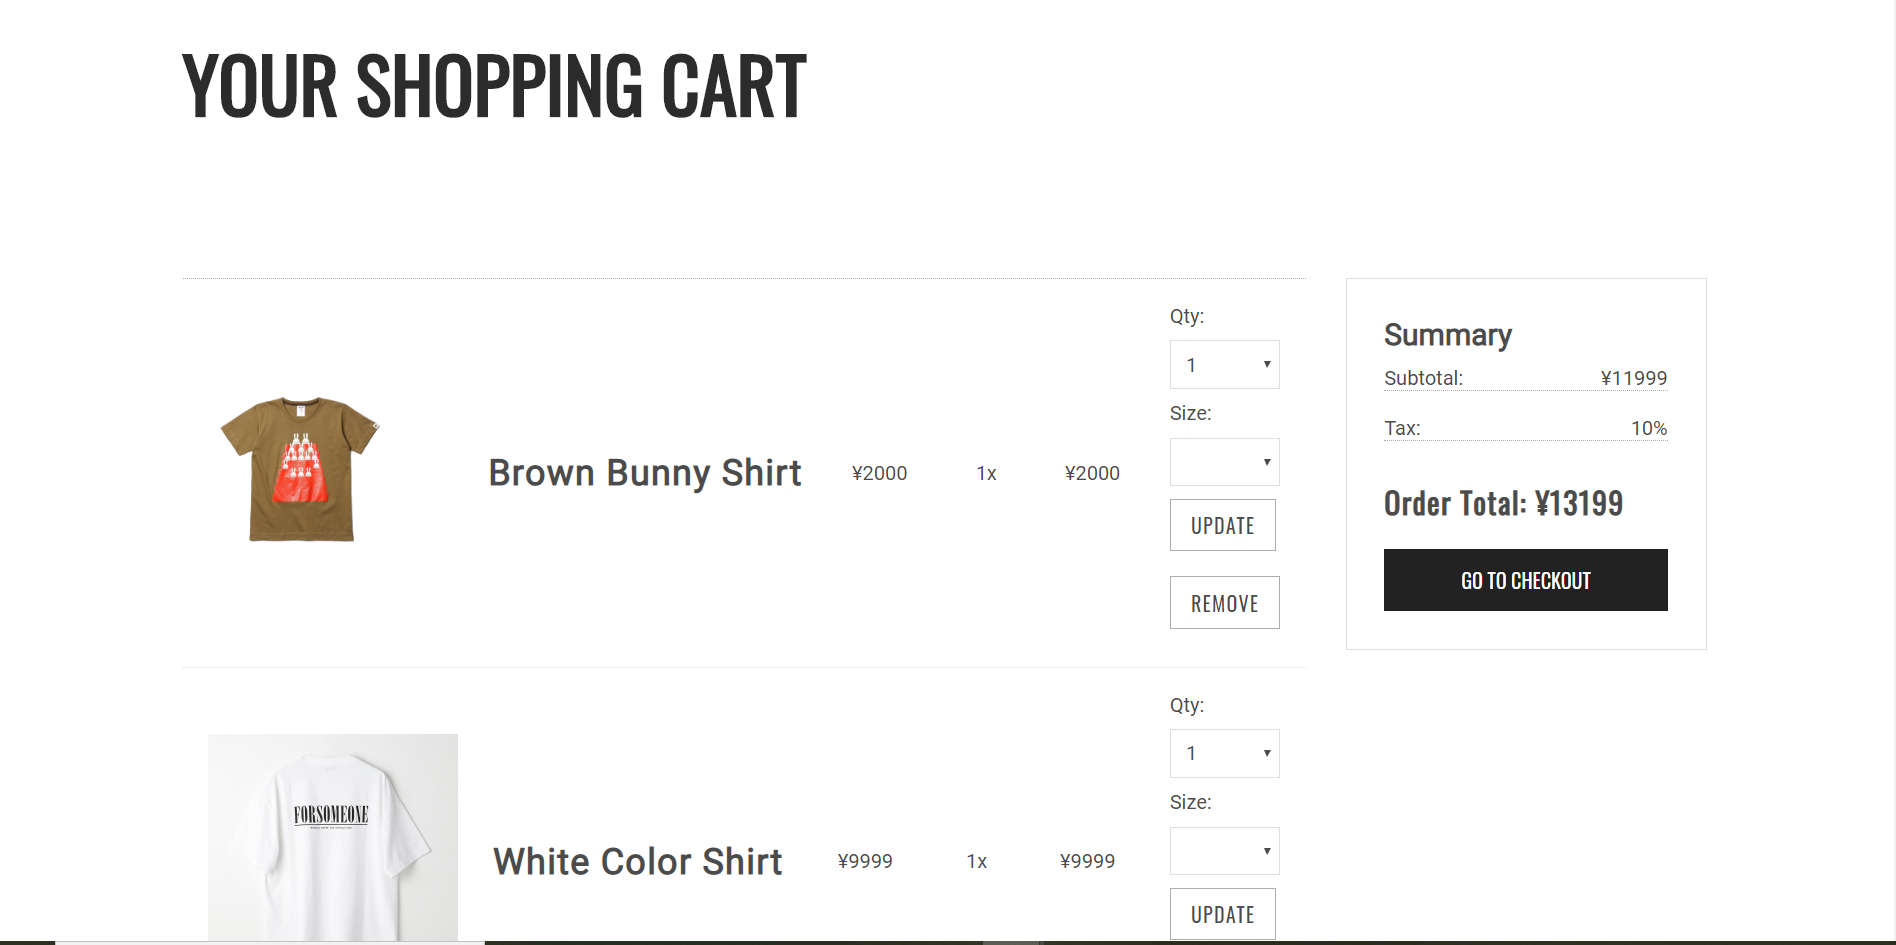 YOUR SHOPPING CART
Qty:
1
Size:
Brown Bunny Shirt ¥2000 1x ¥2000
UPDATE
REMOVE
Summary
Subtotal: ¥11999
Tax: 10%
Order Total: ¥13199
GO TO CHECKOUT
Qty:
1
Size:
FORSOMEONE
White Color Shirt ¥9999 1x ¥9999
UPDATE